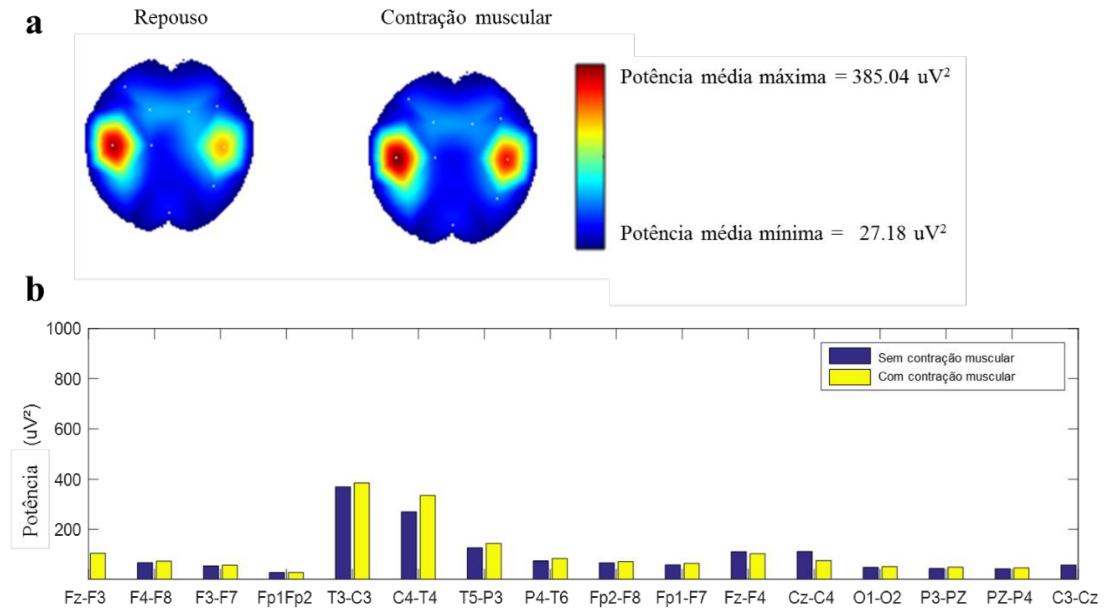 a
Repouso
Contração muscular
Potência média máxima = 385.04 uV²
Potência média mínima = 27.18 uV²
b
Potência (uV²)
1000
800
600
400
200
Sem contração muscular
Com contração muscular
Fz-F3 F4-F8 F3-F7 Fp1Fp2 T3-C3 C4-T4 T5-P3 P4-T6 Fp2-F8 Fp1-F7 Fz-F4 Cz-C4 O1-O2 P3-PZ PZ-P4 C3-Cz